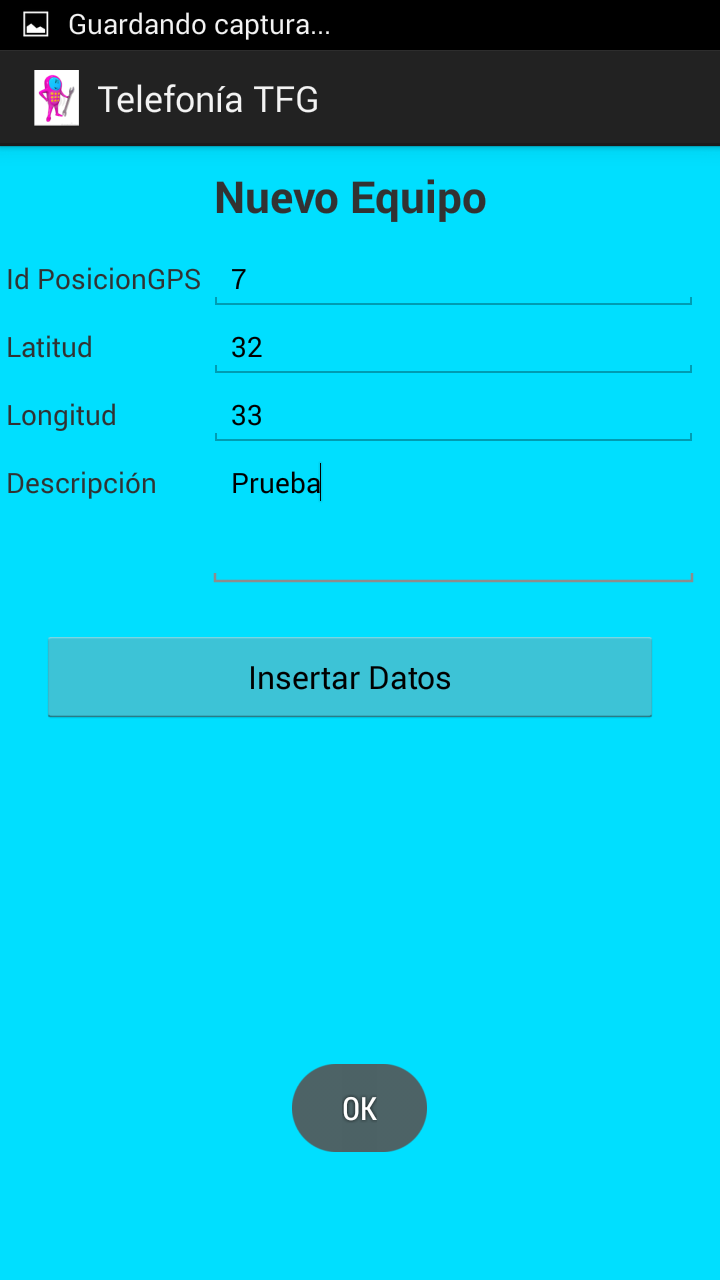 Guardando captura...
Telefonía TFG
Nuevo Equipo
Id PosicionGPS 7
Latitud 32
Longitud 33
Descripción Prueba
Insertar Datos
OK